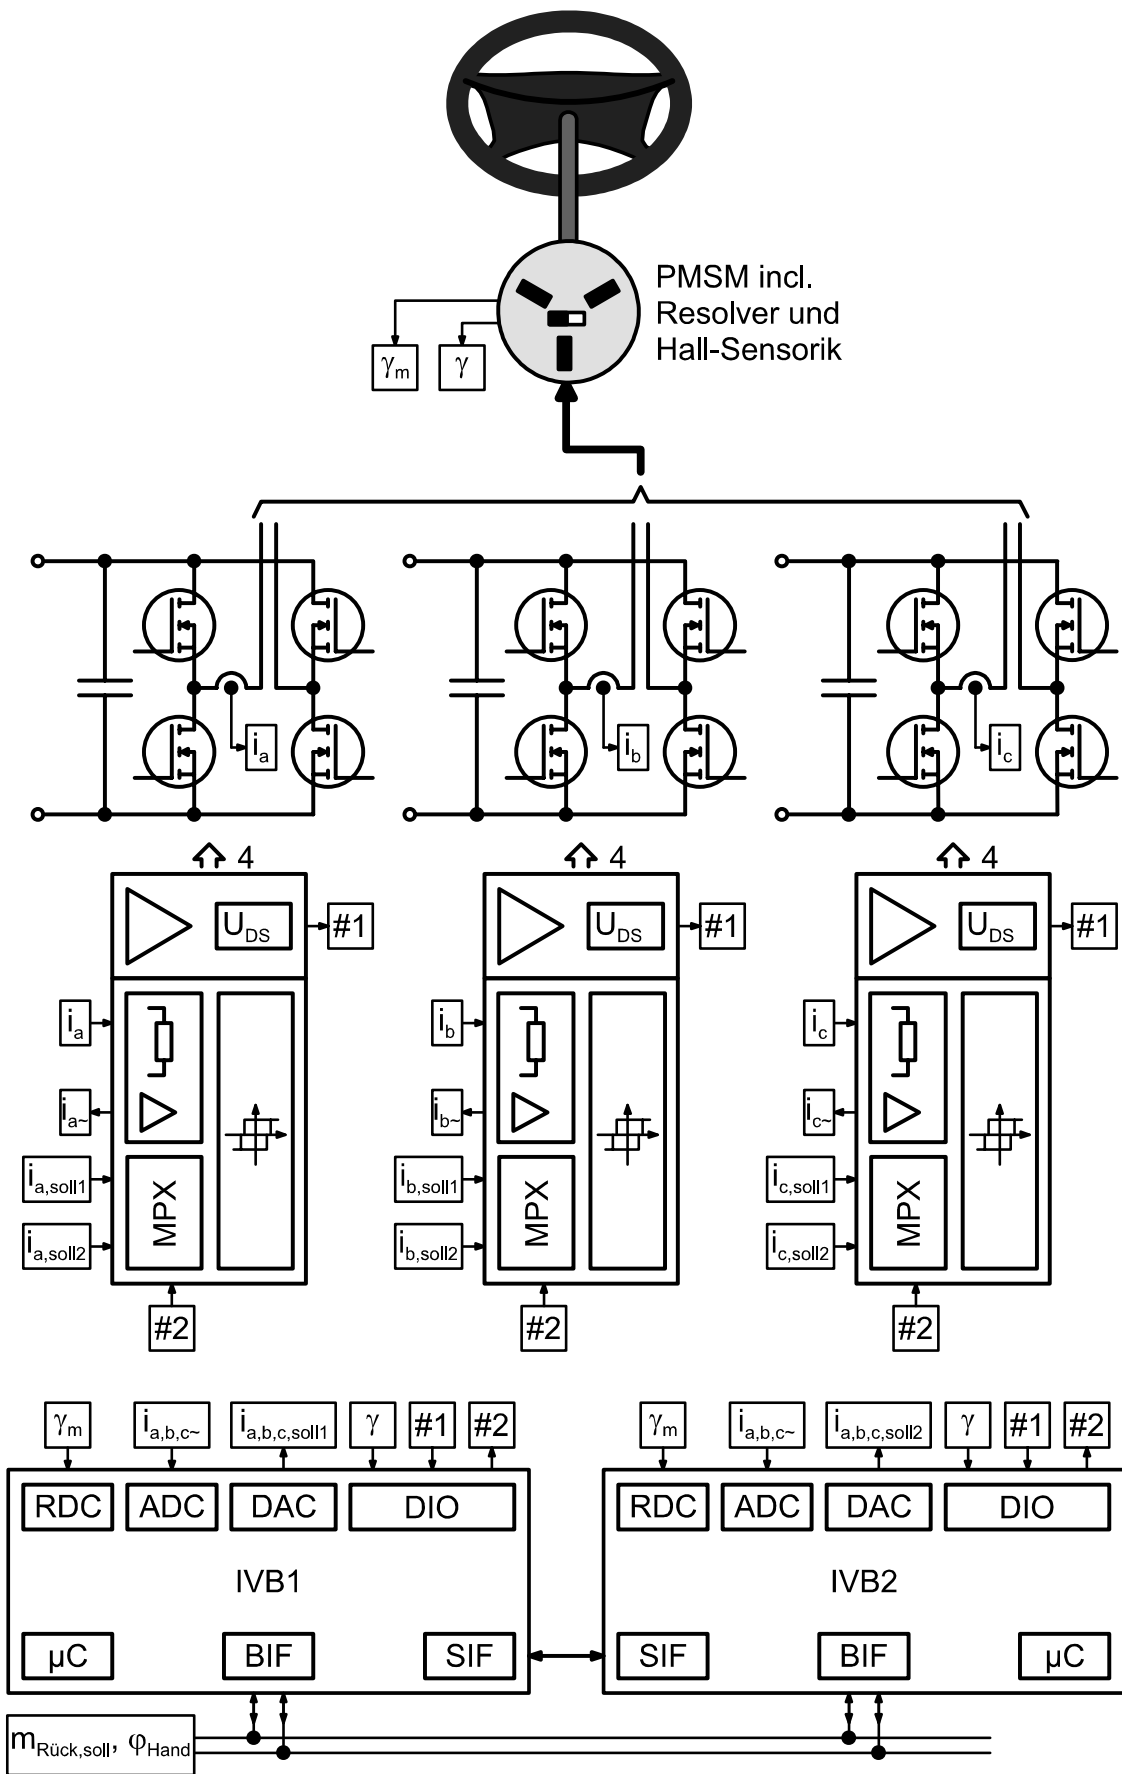 PMSM incl.
Resolver und
Hall-Sensorik
γm γ
ia ib ic
4 4 4
UDS #1 UDS #1 UDS #1
ia ib ic
ia~ ib~ ic~
ia,soll1 ib,soll1 ic,soll1
MPX MPX MPX
ia,soll2 ib,soll2 ic,soll2
#2 #2 #2
γm ia,b,c~ ia,b,c,soll1 γ #1 #2 γm ia,b,c~ ia,b,c,soll2 γ #1 #2
RDC ADC DAC DIO RDC ADC DAC DIO
IVB1 IVB2
µC BIF SIF SIF BIF µC
mRück,soll, φHand